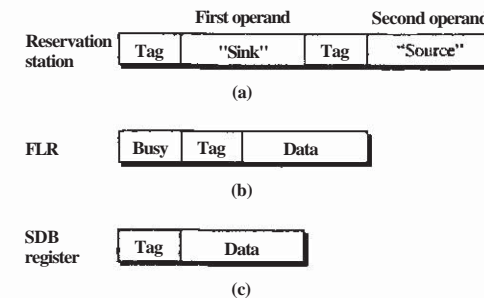 First operand Second operand
Reservation station Tag "Sink" Tag "Source"
(a)
FLR Busy Tag Data
(b)
SDB register Tag Data
(c)